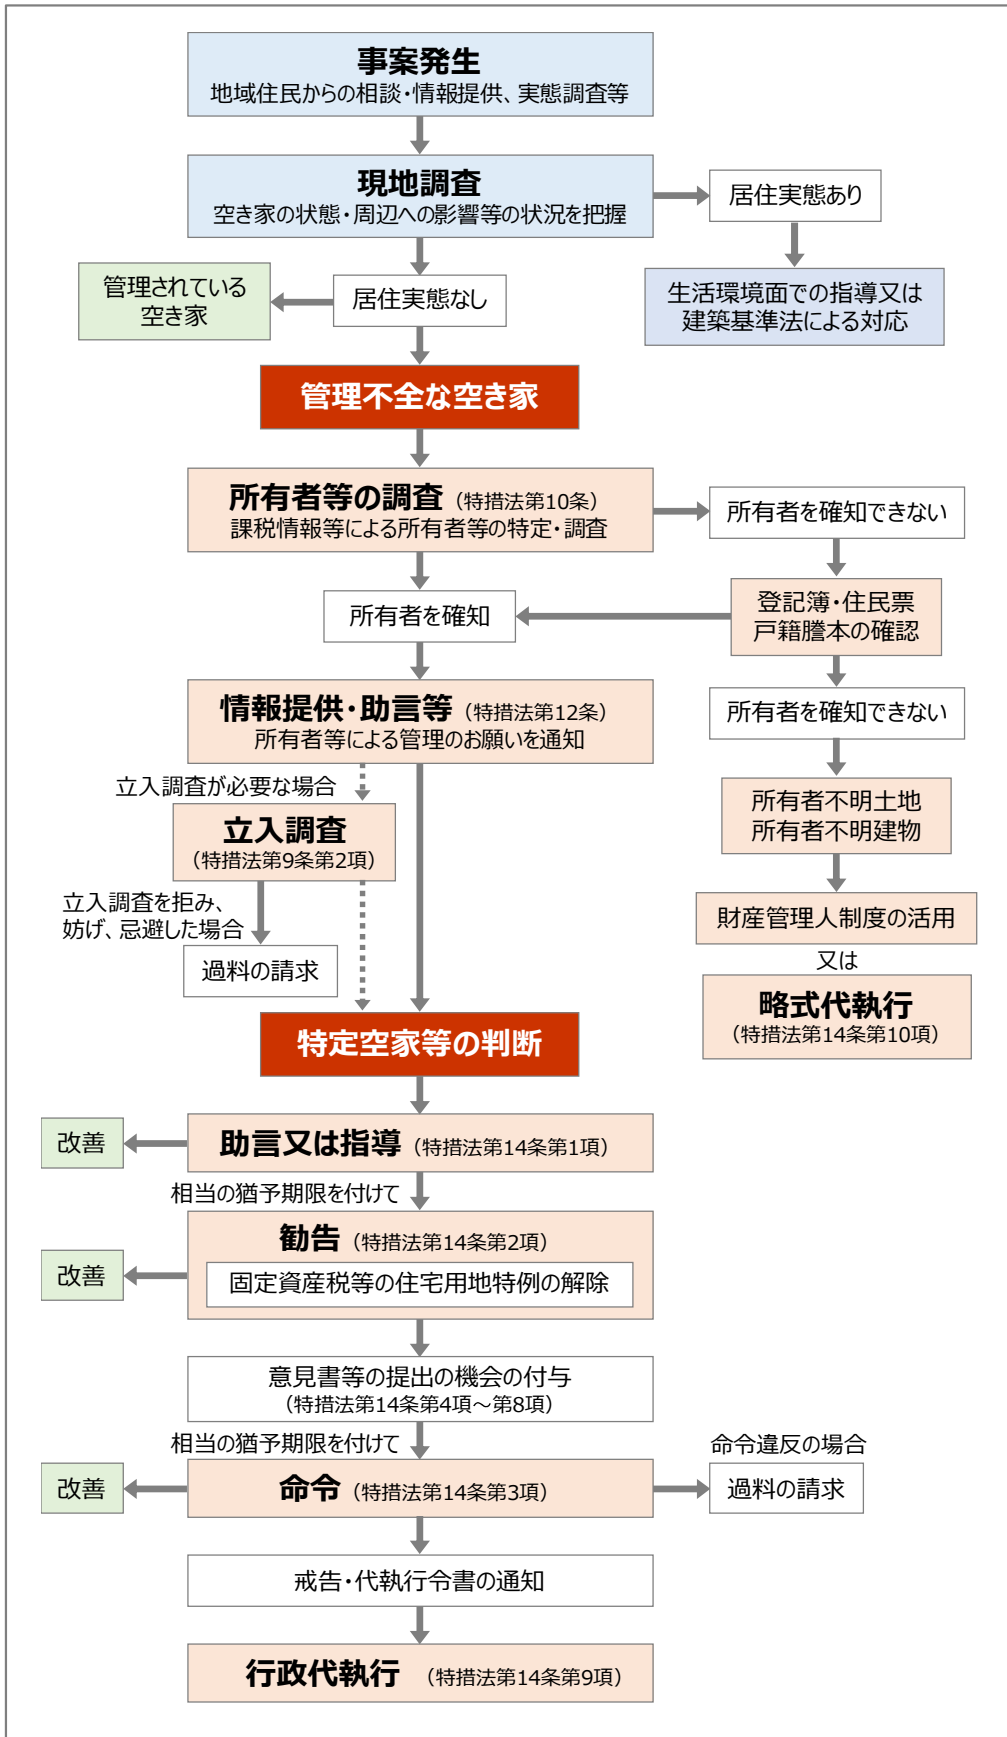 事案発生
地域住民からの相談・情報提供、実態調査等
現地調査
空き家の状態・周辺への影響等の状況を把握
居住実態あり
生活環境面での指導又は
建築基準法による対応
居住実態なし
管理されている
空き家
管理不全な空き家
所有者等の調査（特措法第10条）
課税情報等による所有者等の特定・調査
所有者を確知できない
登記簿・住民票
戸籍謄本の確認
所有者を確知
所有者を確知できない
情報提供・助言等（特措法第12条）
所有者等による管理のお願いを通知
所有者不明土地
所有者不明建物
立入調査が必要な場合
立入調査
（特措法第9条第2項）
立入調査を拒み、
妨げ、忌避した場合
過料の請求
財産管理人制度の活用
又は
略式代執行
（特措法第14条第10項）
特定空家等の判断
助言又は指導（特措法第14条第1項）
改善
相当の猶予期限を付けて
勧告（特措法第14条第2項）
固定資産税等の住宅用地特例の解除
改善
意見書等の提出の機会の付与
（特措法第14条第4項～第8項）
相当の猶予期限を付けて
命令（特措法第14条第3項）
改善
命令違反の場合
過料の請求
戒告・代執行令書の通知
行政代執行（特措法第14条第9項）